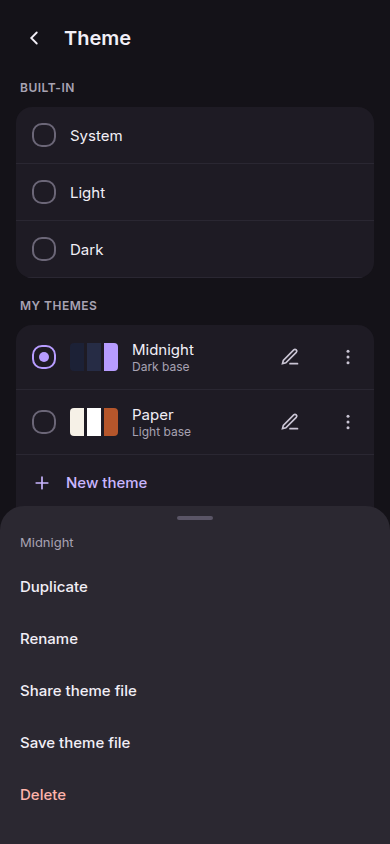 Theme
BUILT-IN
System
Light
Dark
MY THEMES
Midnight
Dark base
Paper
Light base
New theme
Midnight
Duplicate
Rename
Share theme file
Save theme file
Delete